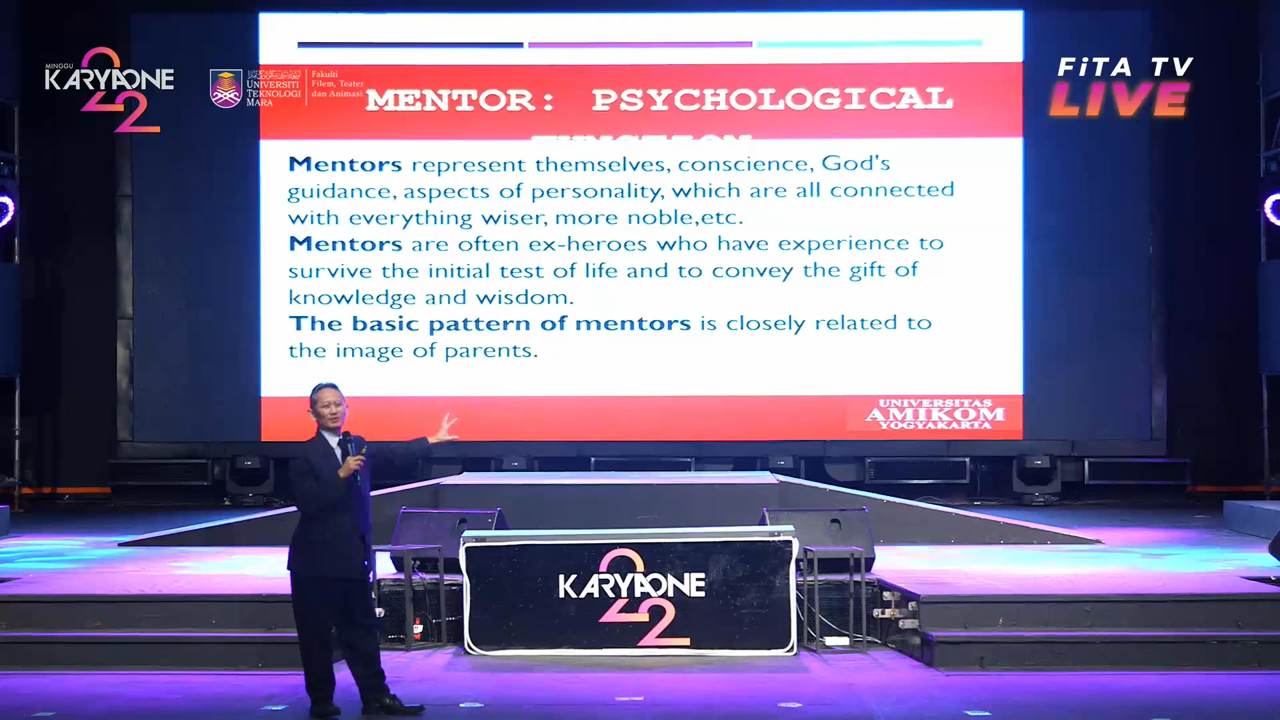 MINGGU
KARYAONE
22
UNIVERSITI
TEKNOLOGI
MARA
Fakulti
Filem, Teater
dan Animasi
FiTA TV
LIVE
MENTOR: PSYCHOLOGICAL
Mentors represent themselves, conscience, God's
guidance, aspects of personality, which are all connected
with everything wiser, more noble,etc.
Mentors are often ex-heroes who have experience to
survive the initial test of life and to convey the gift of
knowledge and wisdom.
The basic pattern of mentors is closely related to
the image of parents.
UNIVERSITAS
AMIKOM
YOGYAKARTA
KARYAONE
22